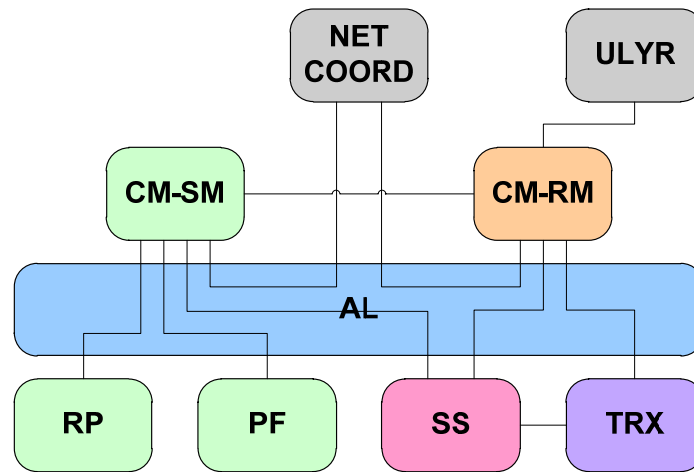 NET
COORD
ULYR
CM-SM
CM-RM
AL
RP
PF
SS
TRX